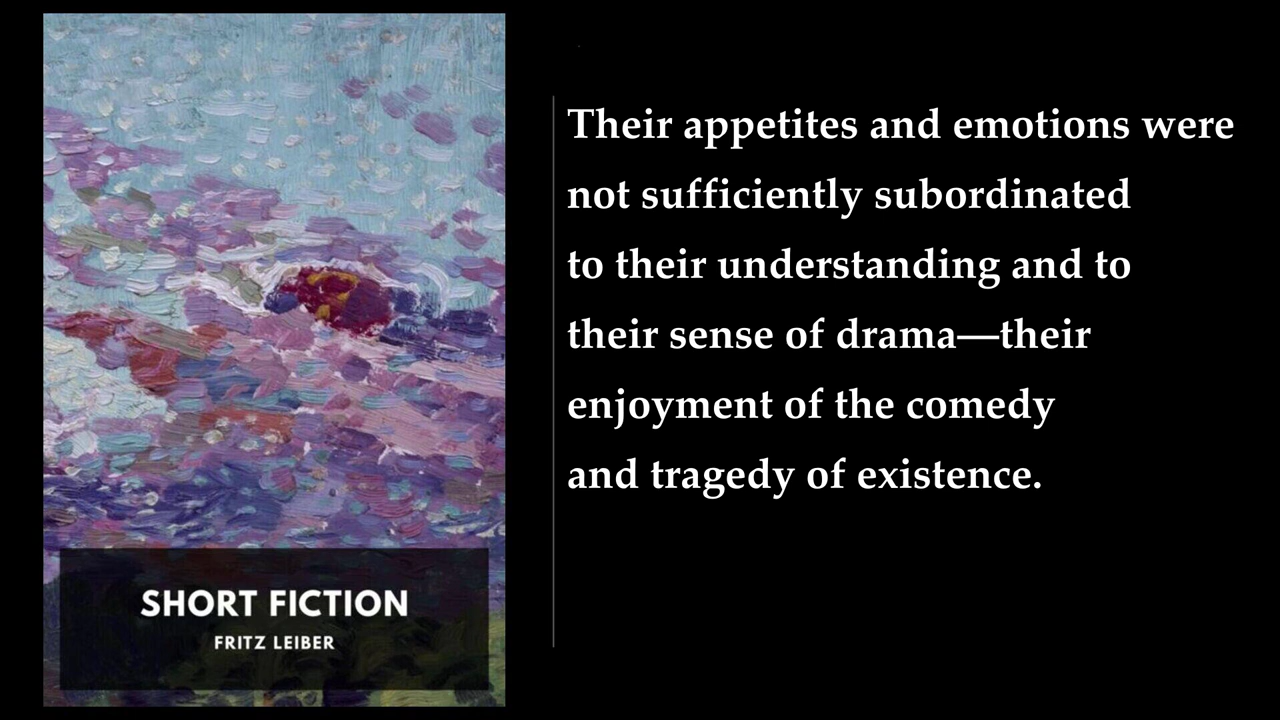 Their appetites and emotions were
not sufficiently subordinated
to their understanding and to
their sense of drama—their
enjoyment of the comedy
and tragedy of existence.
SHORT FICTION
FRITZ LEIBER